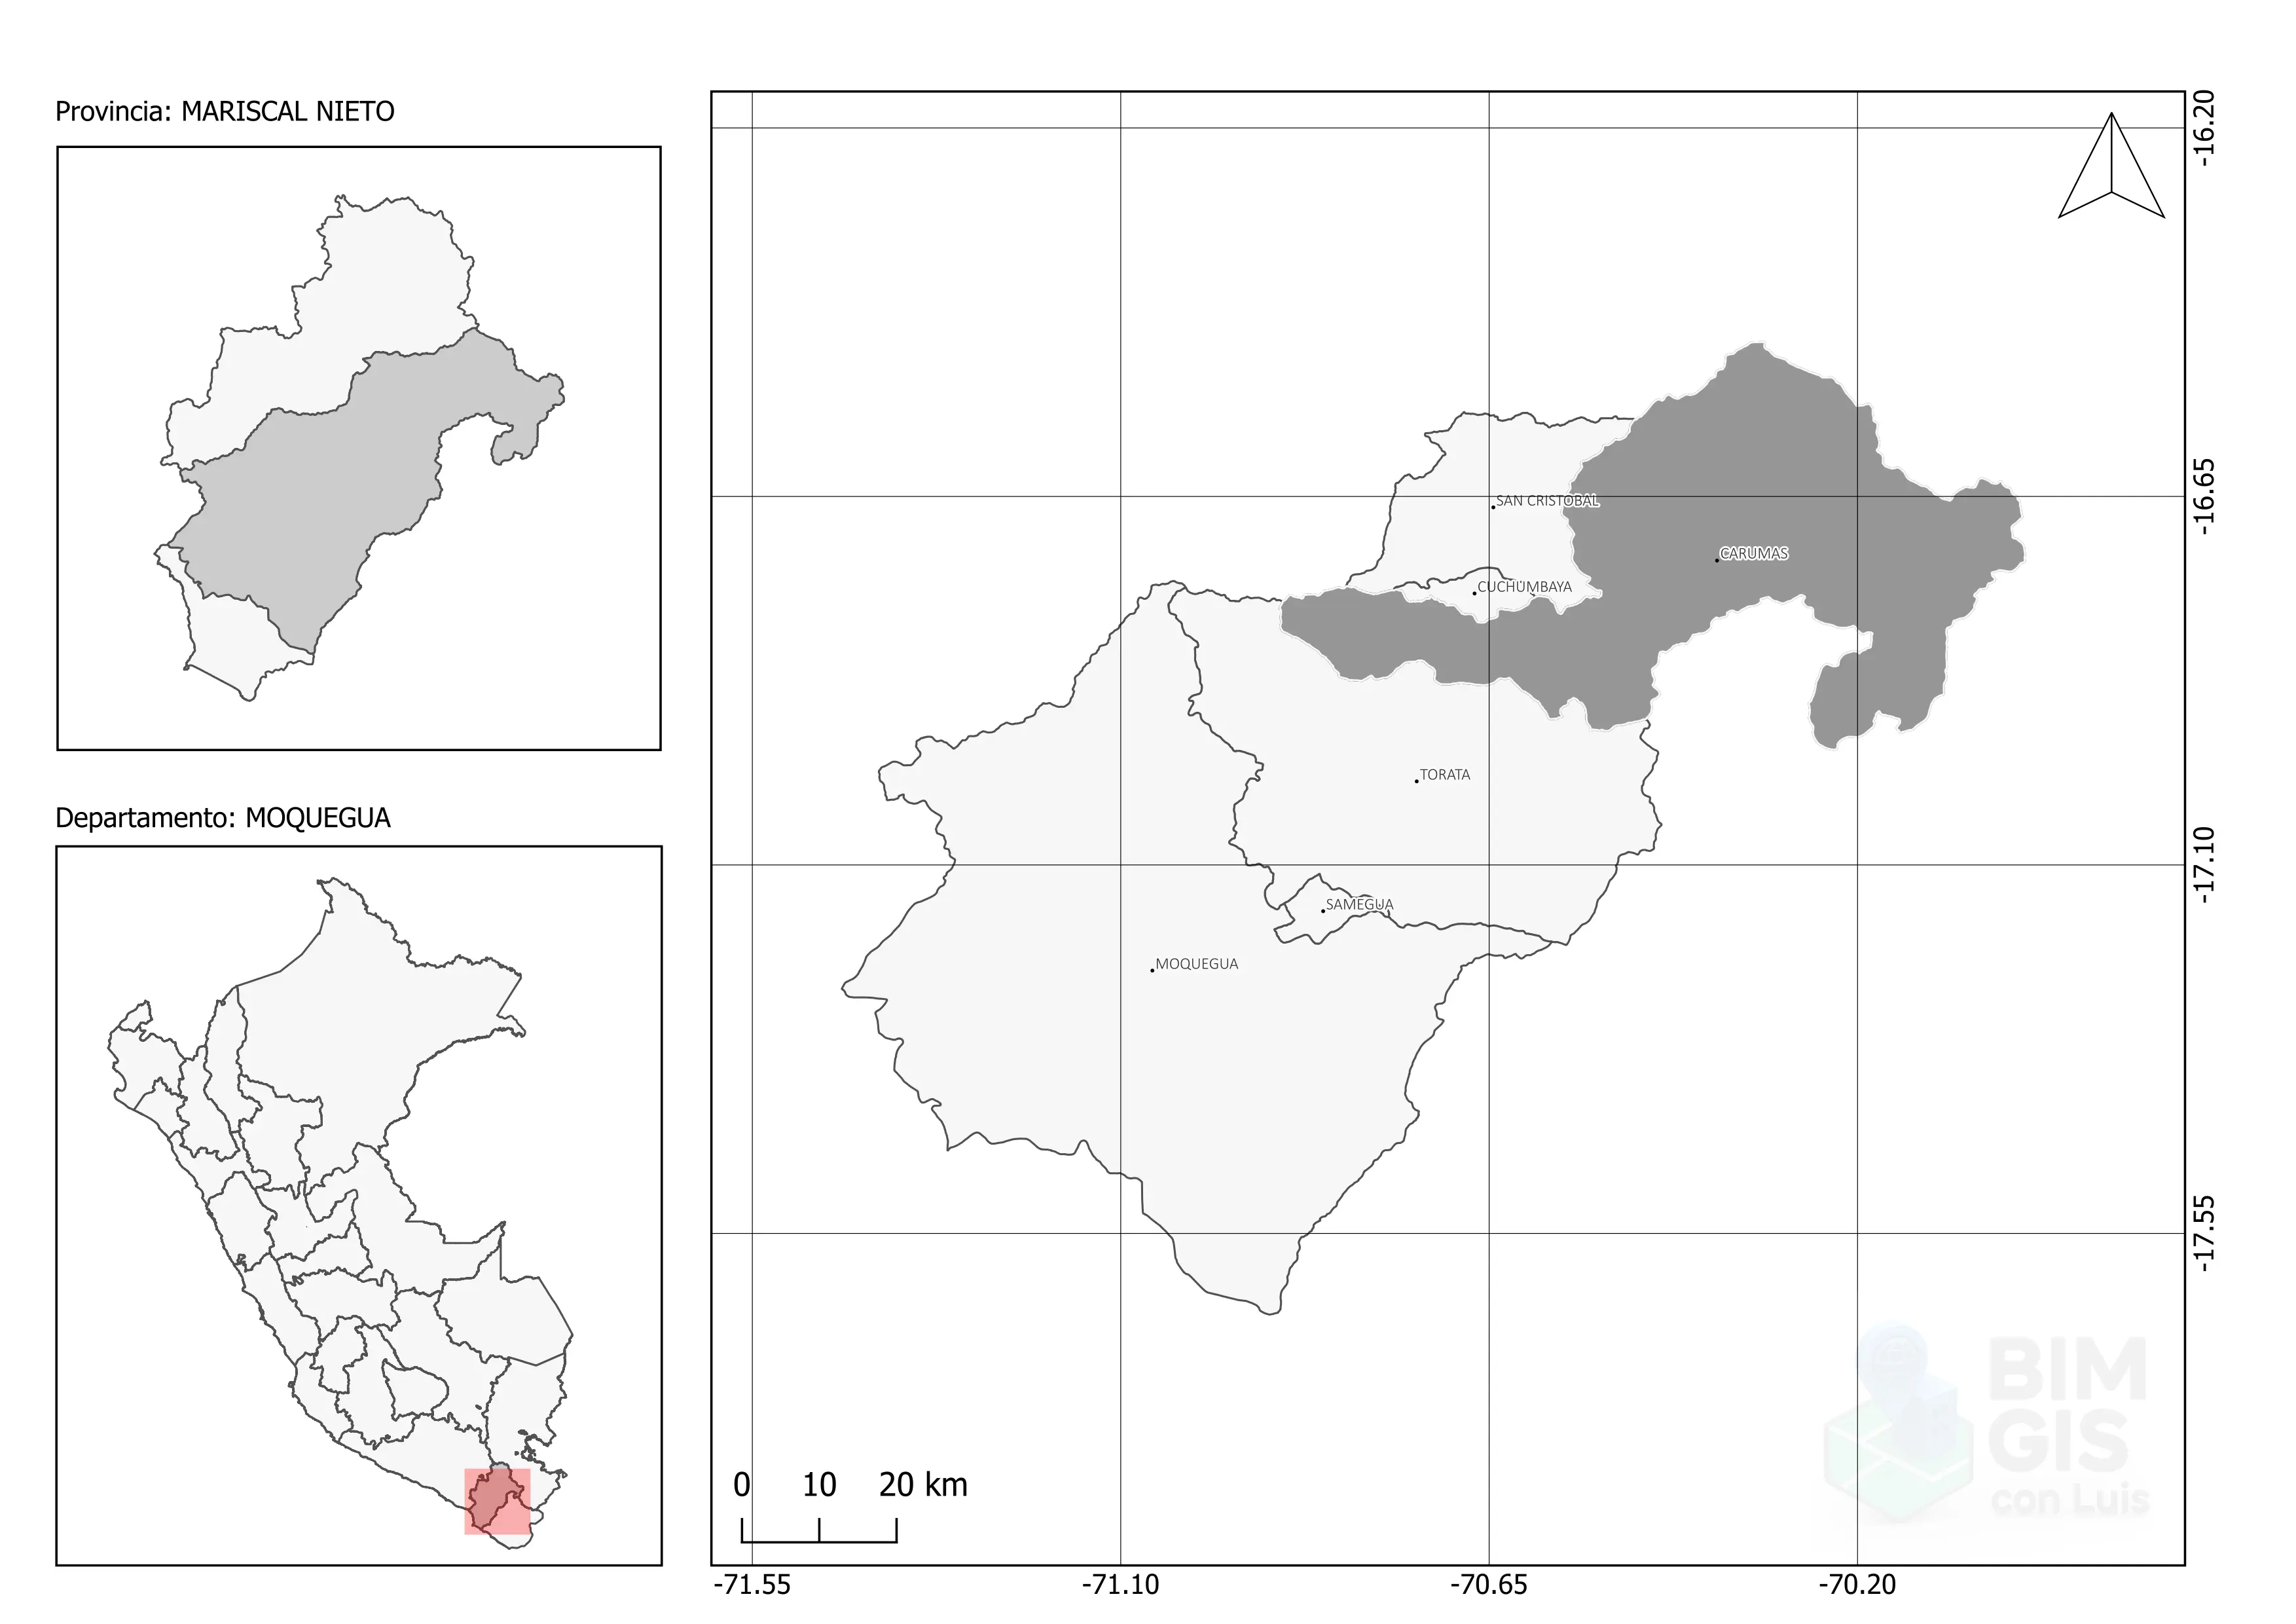 Provincia: MARISCAL NIETO
Departamento: MOQUEGUA
-16.20
-16.65
-17.10
-17.55
SAN CRISTOBAL
CARUMAS
CUCHUMBAYA
TORATA
SAMEGUA
MOQUEGUA
BIM
GIS
con Luis
0 10 20 km
-71.55 -71.10 -70.65 -70.20